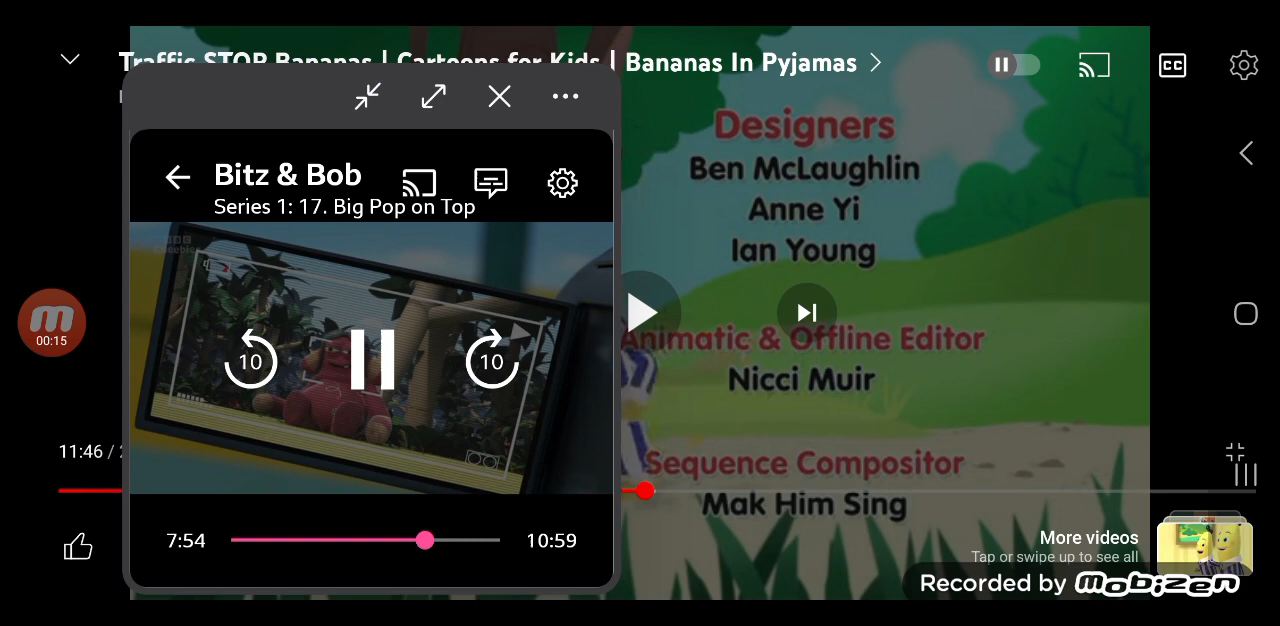 Traffic STOP Bananas | Cartoons for Kids | Bananas In Pyjamas
Bitz & Bob
Series 1: 17. Big Pop on Top
10
10
7:54
10:59
00:15
11:46 /
Designers
Ben McLaughlin
Anne Yi
Ian Young
Animatic & Offline Editor
Nicci Muir
Sequence Compositor
Mak Him Sing
CC
More videos
Tap or swipe up to see all
Recorded by Mobizen